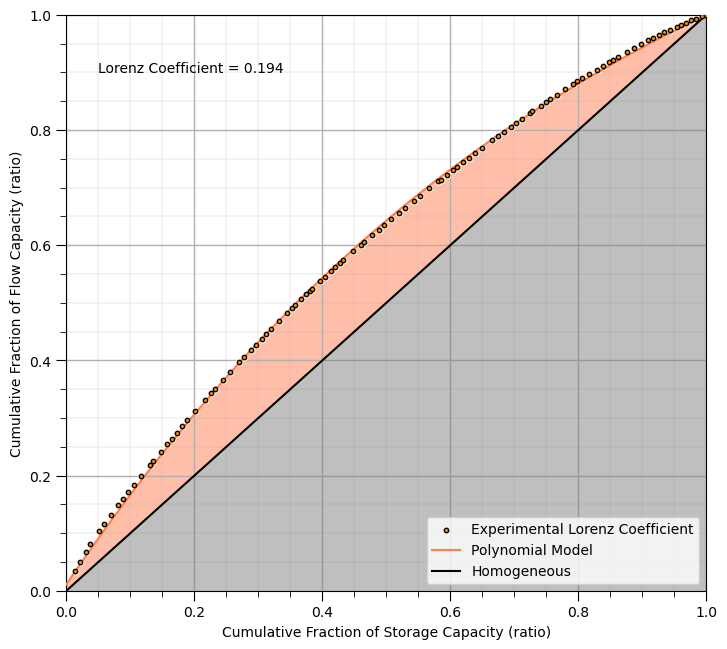 Lorenz Coefficient = 0.194
Cumulative Fraction of Flow Capacity (ratio)
1.0
0.8
0.6
0.4
0.2
0.0
Experimental Lorenz Coefficient
Polynomial Model
Homogeneous
0.0 0.2 0.4 0.6 0.8 1.0
Cumulative Fraction of Storage Capacity (ratio)